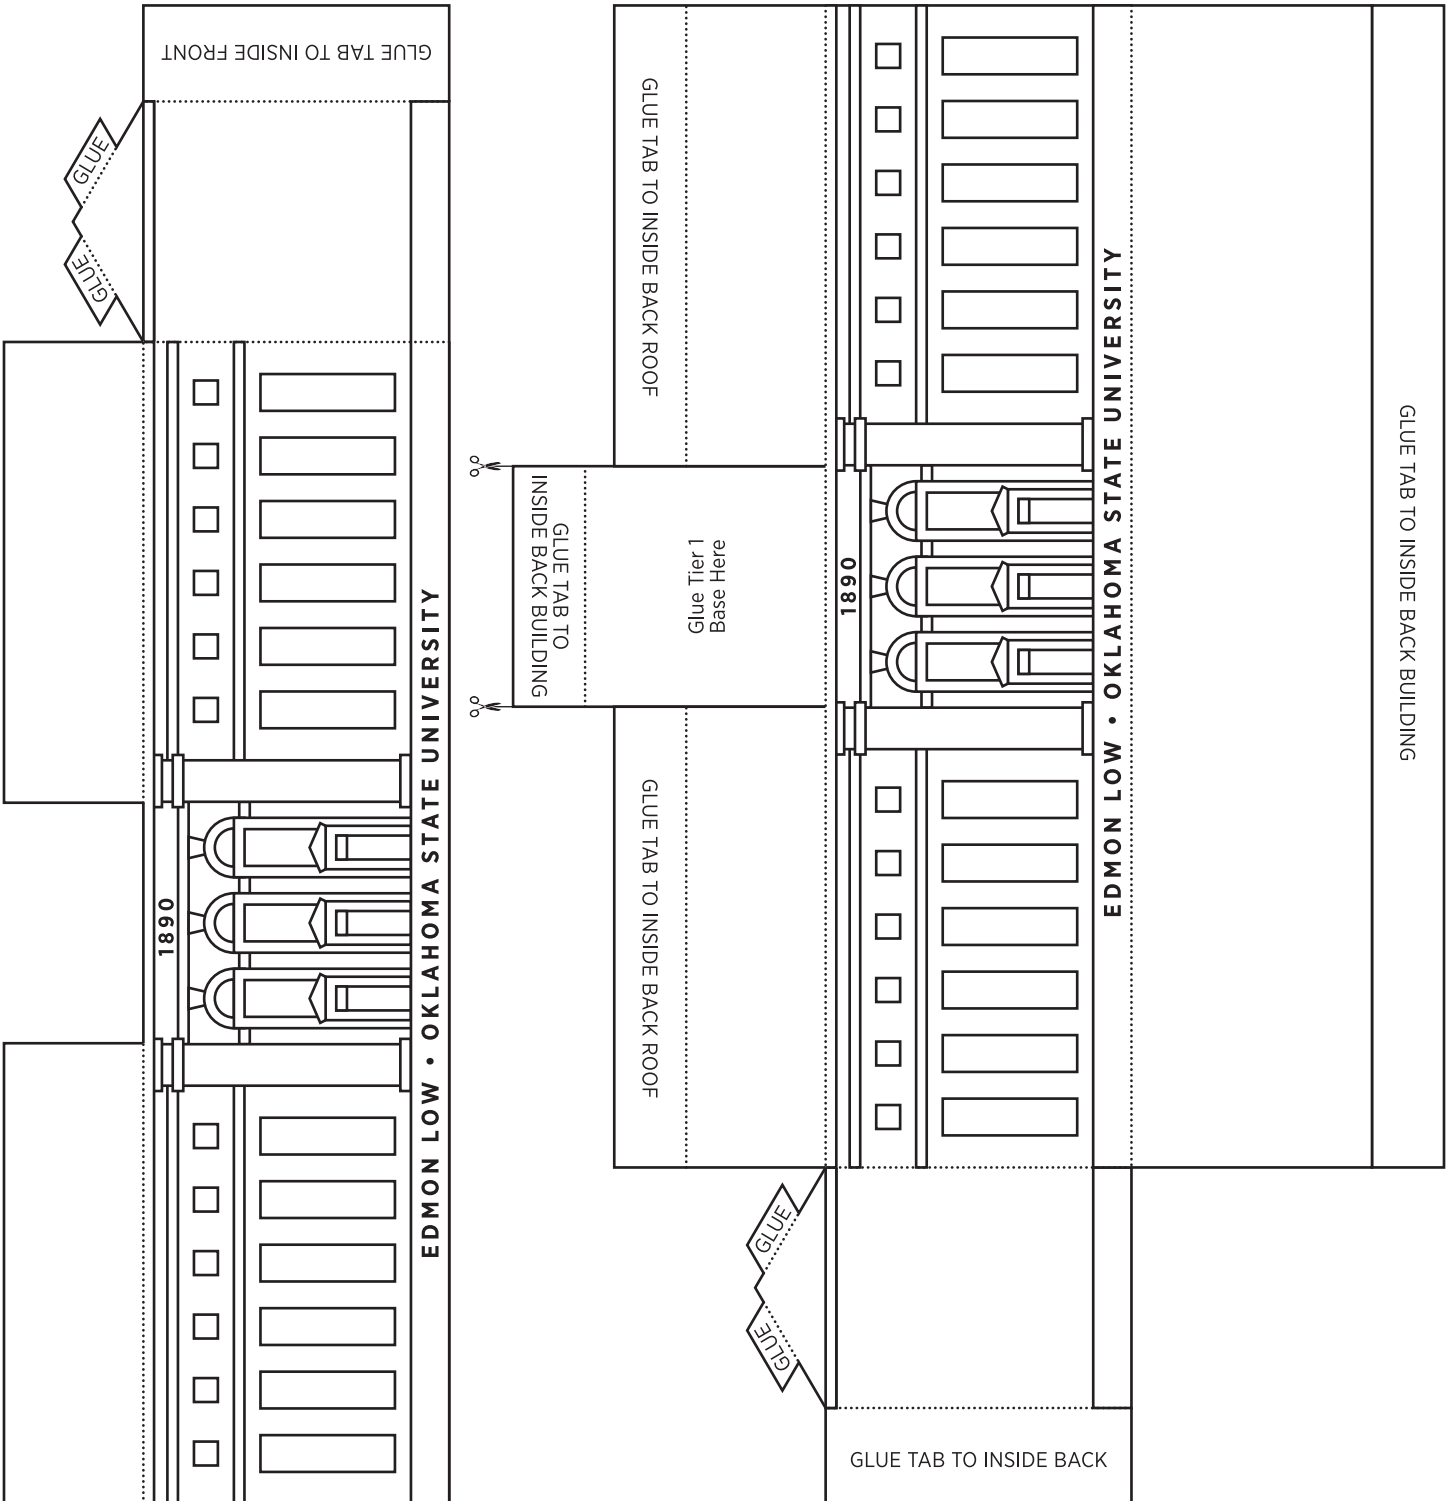 GLUE TAB TO INSIDE FRONT
GLUE
GLUE
1890
EDMON LOW • OKLAHOMA STATE UNIVERSITY
GLUE TAB TO INSIDE BACK ROOF
GLUE TAB TO
INSIDE BACK BUILDING
Glue Tier 1
Base Here
GLUE TAB TO INSIDE BACK ROOF
1890
EDMON LOW • OKLAHOMA STATE UNIVERSITY
GLUE TAB TO INSIDE BACK BUILDING
GLUE
GLUE
GLUE TAB TO INSIDE BACK